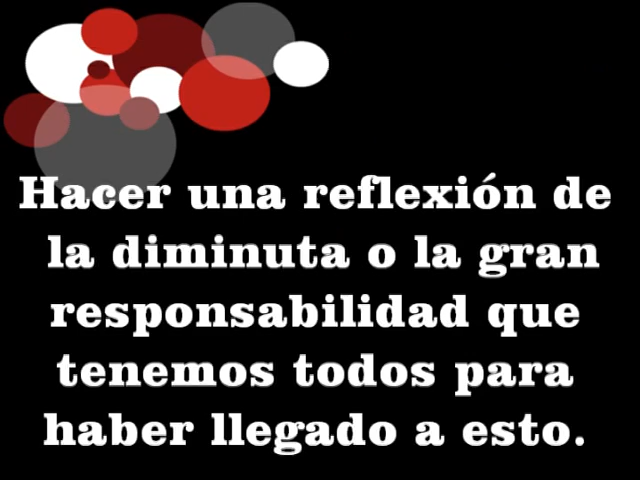 Hacer una reflexión de
la diminuta o la gran
responsabilidad que
tenemos todos para
haber llegado a esto.